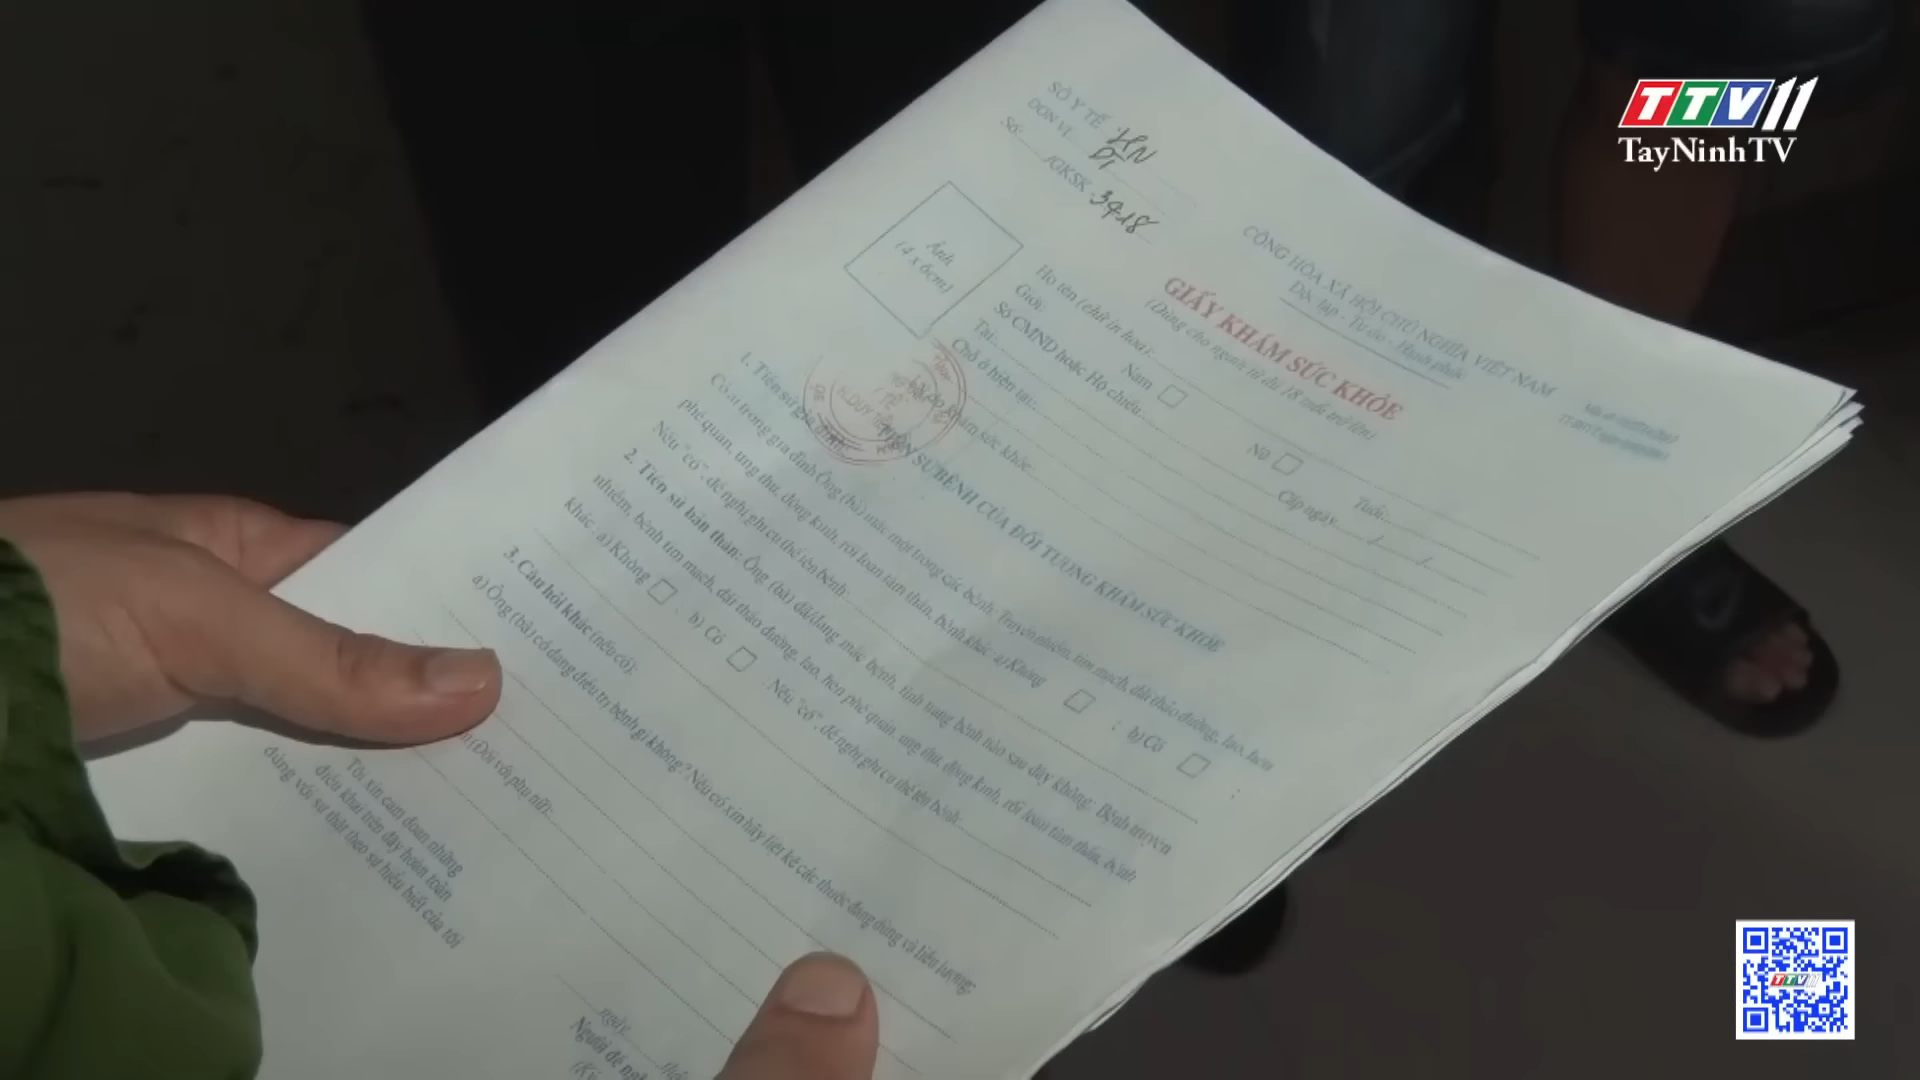 TTV11
TayNinhTV
SỞ Y TẾ HN
ĐƠN VỊ
Số: /GKSK 3418
CỘNG HÒA XÃ HỘI CHỦ NGHĨA VIỆT NAM
Độc lập - Tự do - Hạnh phúc
Ảnh
(4 x 6cm)
GIẤY KHÁM SỨC KHỎE
(Dùng cho người từ đủ 18 tuổi trở lên)
Họ tên (chữ in hoa):
Giới: Nam Nữ Tuổi:
Số CMND hoặc Hộ chiếu: Cấp ngày / /
Tại:
Chỗ ở hiện tại:
khám sức khỏe:
TIỀN SỬ BỆNH CỦA ĐỐI TƯỢNG KHÁM SỨC KHỎE
1. Tiền sử gia đình:
Có ai trong gia đình Ông (bà) mắc một trong các bệnh: Truyền nhiễm, tim mạch, đái tháo đường, lao, hen
phế quản, ung thư, động kinh, rối loạn tâm thần, bệnh khác: a) Không ; b) Có
Nếu "có", đề nghị ghi cụ thể tên bệnh:
2. Tiền sử bản thân: Ông (bà) đã/đang mắc bệnh, tình trạng bệnh nào sau đây không: Bệnh truyền
nhiễm, bệnh tim mạch, đái tháo đường, lao, hen phế quản, ung thư, động kinh, rối loạn tâm thần, bệnh
khác: a) Không ; b) Có . Nếu "có", đề nghị ghi cụ thể tên bệnh:
3. Câu hỏi khác (nếu có):
a) Ông (bà) có đang điều trị bệnh gì không? Nếu có xin hãy liệt kê các thuốc đang dùng và liều lượng:
(Đối với phụ nữ):
Tôi xin cam đoan những
điều khai trên đây hoàn toàn
đúng với sự thật theo sự hiểu biết của tôi
ngày
Người đề
TTV11